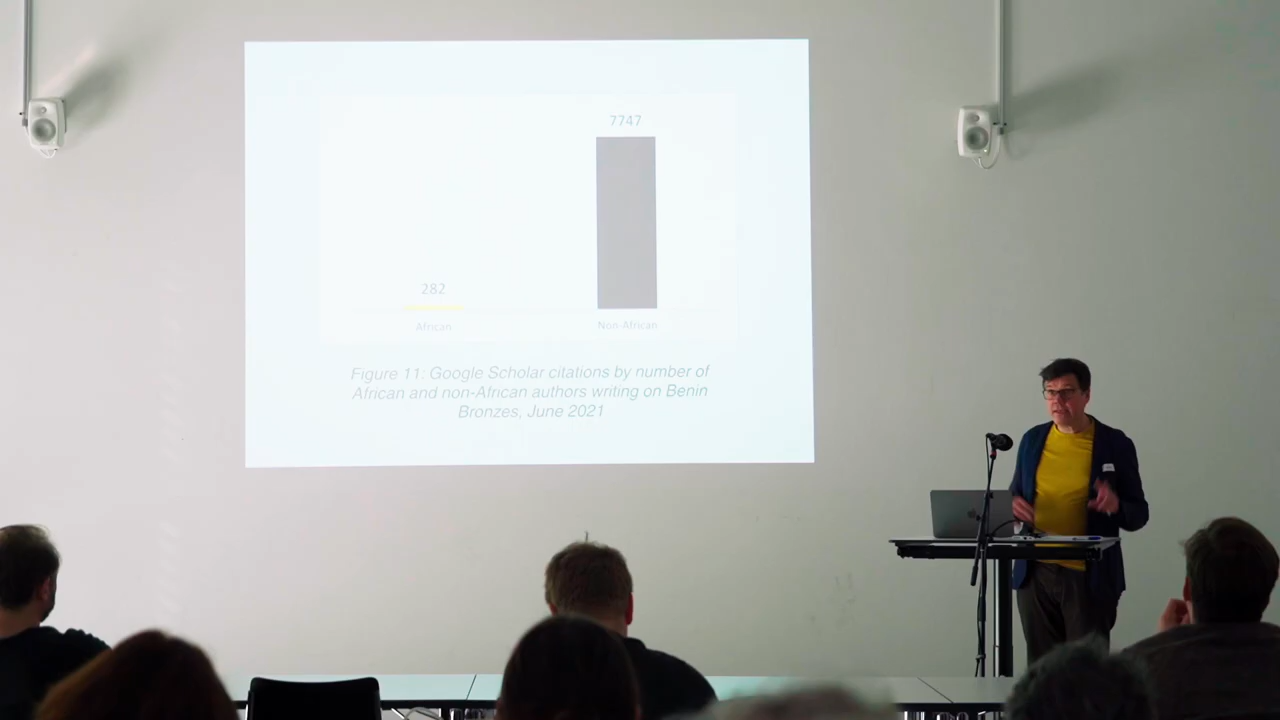 7747
282
African
Non-African
Figure 11: Google Scholar citations by number of
African and non-African authors writing on Benin
Bronzes, June 2021